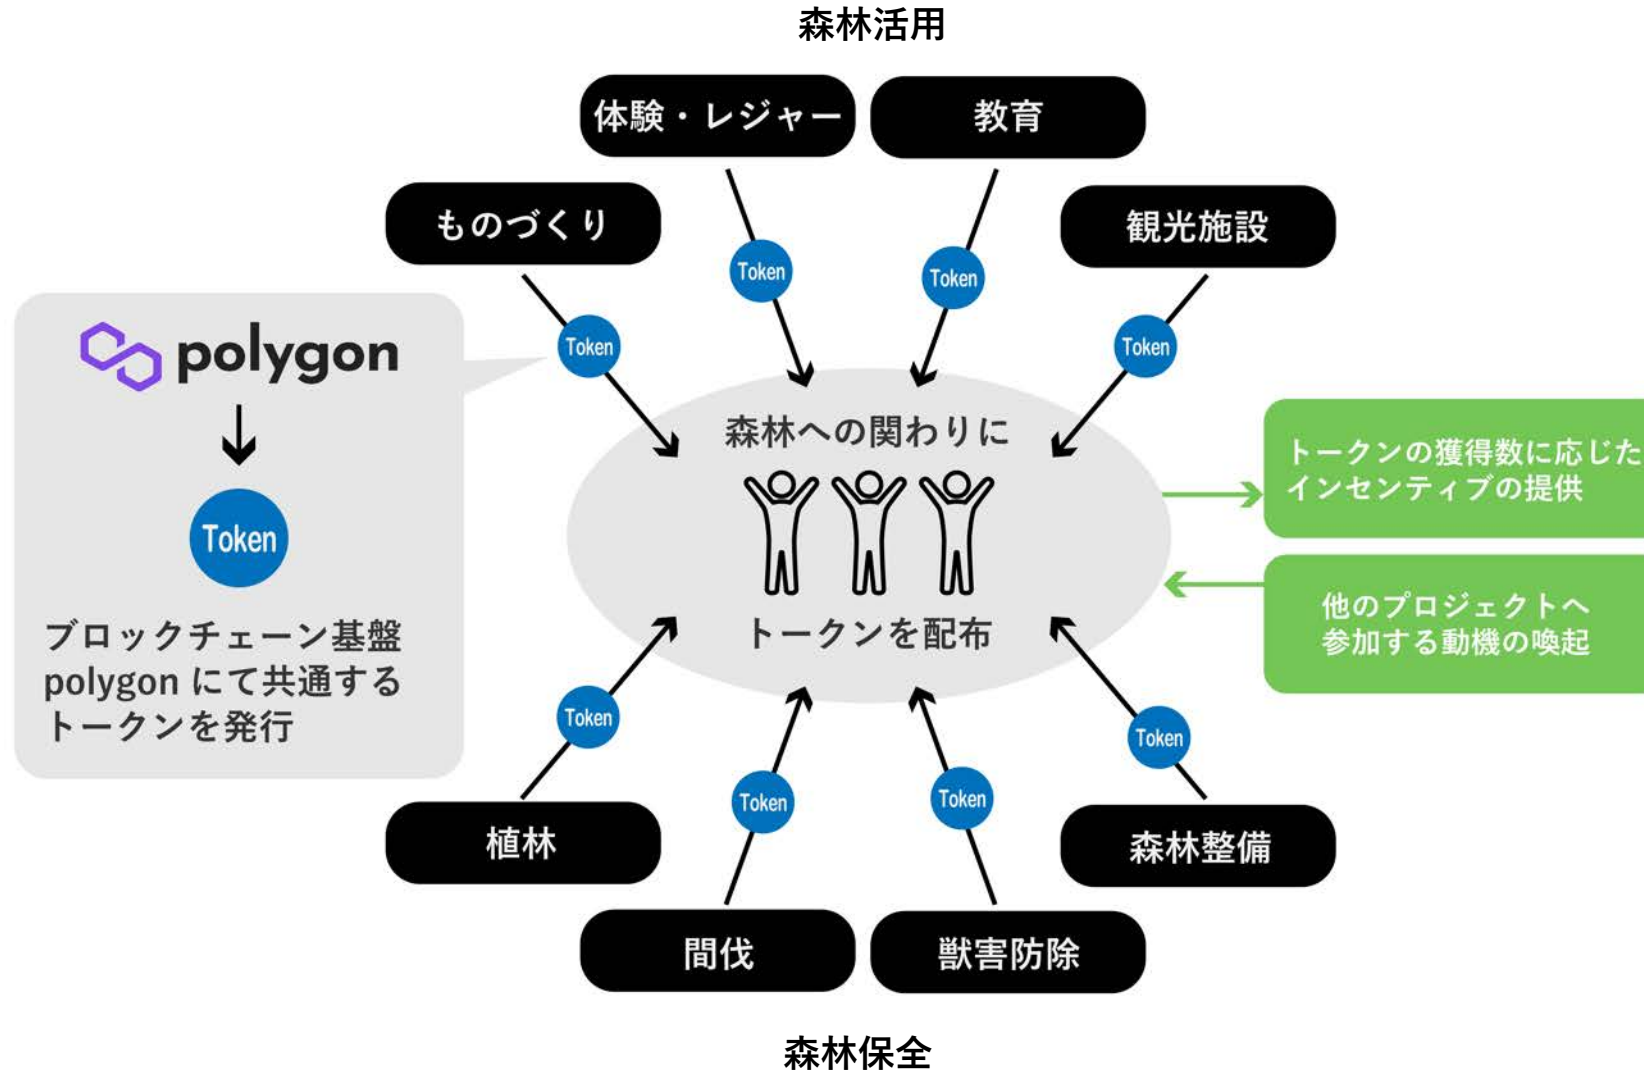 森林活用
体験・レジャー
教育
ものづくり
観光施設
Token
Token
Token
Token
polygon
Token
ブロックチェーン基盤
polygon にて共通する
トークンを発行
森林への関わりに
トークンを配布
トークンの獲得数に応じた
インセンティブの提供
他のプロジェクトへ
参加する動機の喚起
Token
Token
Token
Token
植林
森林整備
間伐
獣害防除
森林保全